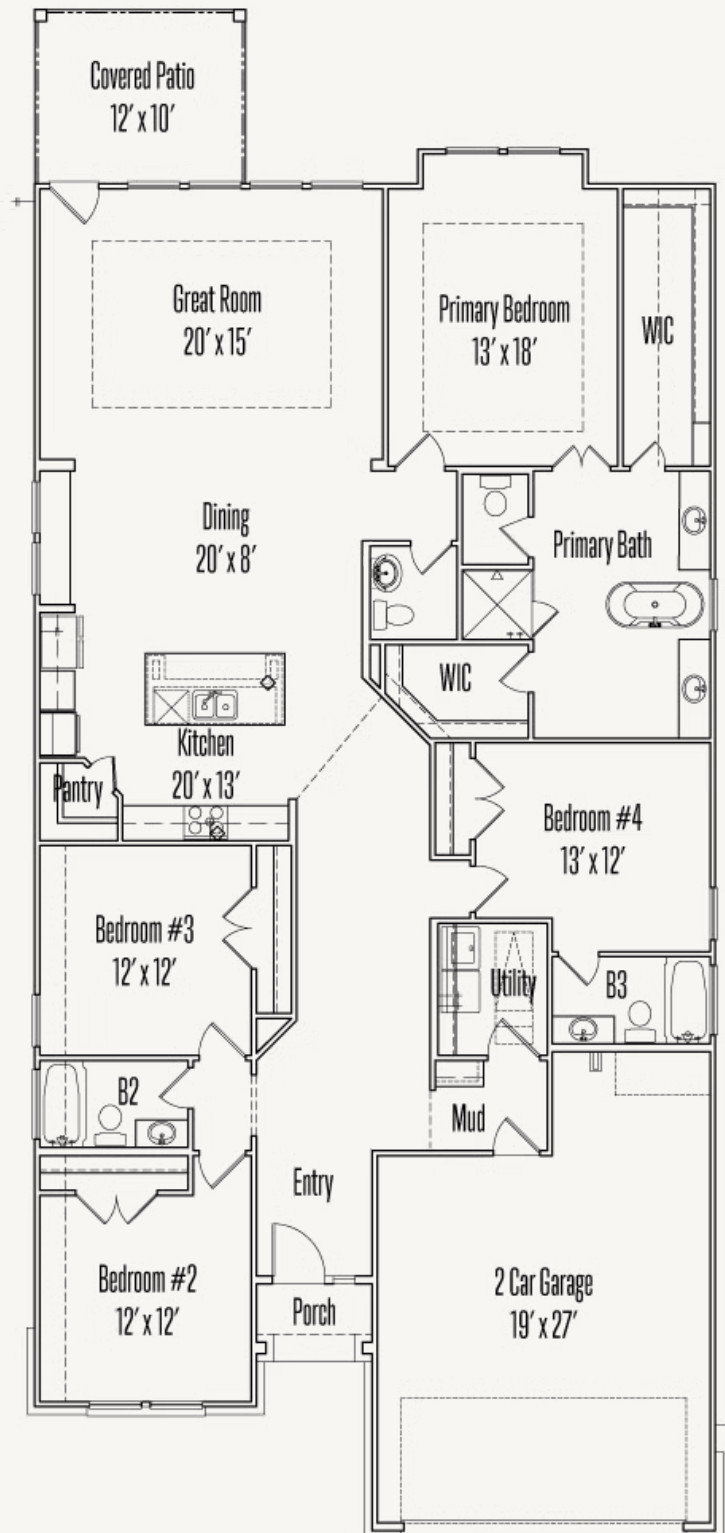 Covered Patio
12' x 10'
Great Room
20' x 15'
Primary Bedroom
13' x 18'
WIC
Dining
20' x 8'
Primary Bath
WIC
Kitchen
20' x 13'
Pantry
Bedroom #4
13' x 12'
Bedroom #3
12' x 12'
Utility
B3
B2
Mud
Entry
Bedroom #2
12' x 12'
Porch
2 Car Garage
19' x 27'